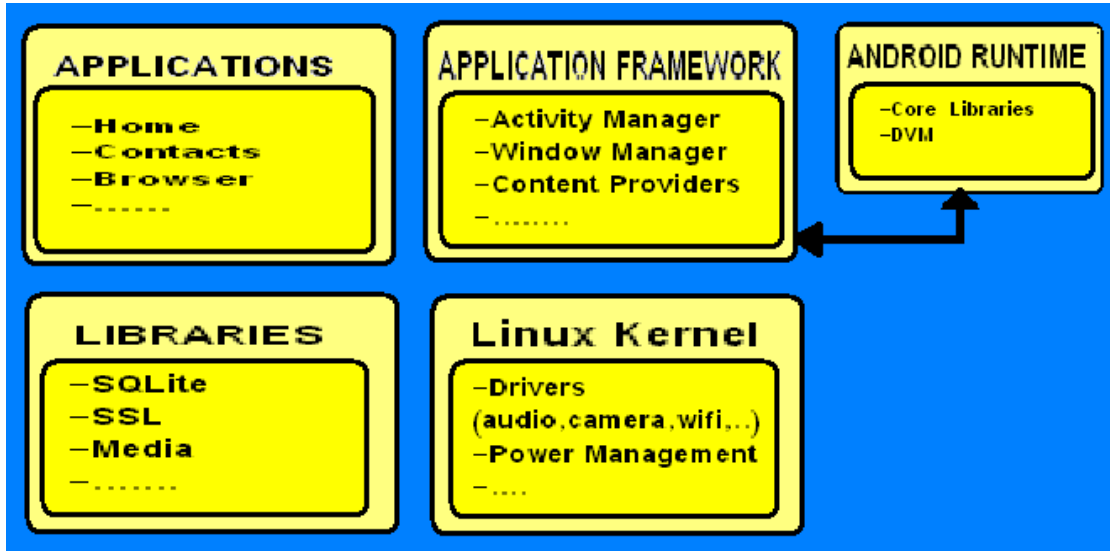 APPLICATIONS
–Home
–Contacts
–Browser
–......
APPLICATION FRAMEWORK
–Activity Manager
–Window Manager
–Content Providers
–........
ANDROID RUNTIME
–Core Libraries
–DVM
LIBRARIES
–SQLite
–SSL
–Media
–.......
Linux Kernel
–Drivers
(audio,camera,wifi,..)
–Power Management
–....